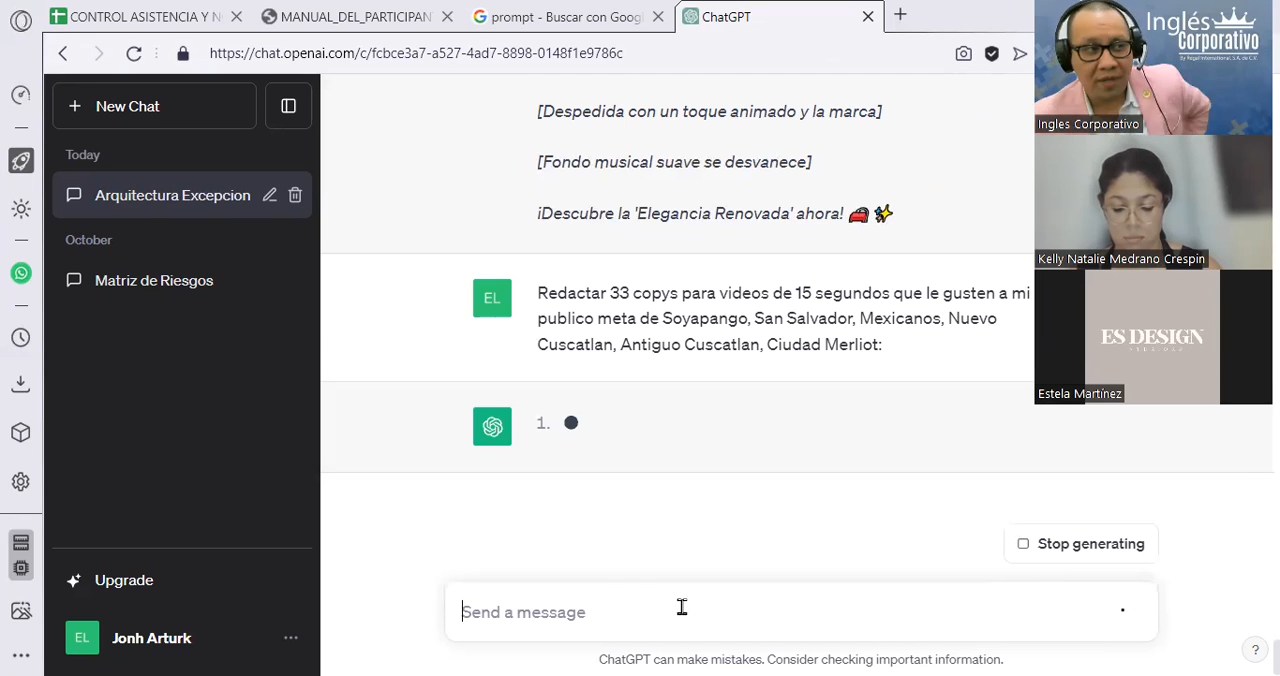 CONTROL ASISTENCIA Y N
MANUAL_DEL_PARTICIPAN
prompt - Buscar con Goog
ChatGPT
https://chat.openai.com/c/fcbce3a7-a527-4ad7-8898-0148f1e9786c
New Chat
Today
Arquitectura Excepcion
October
Matriz de Riesgos
Upgrade
EL
Jonh Arturk
[Despedida con un toque animado y la marca]
[Fondo musical suave se desvanece]
¡Descubre la 'Elegancia Renovada' ahora! 🚗 ✨
EL
Redactar 33 copys para videos de 15 segundos que le gusten a mi
publico meta de Soyapango, San Salvador, Mexicanos, Nuevo
Cuscatlan, Antiguo Cuscatlan, Ciudad Merliot:
1.
Stop generating
Send a message
ChatGPT can make mistakes. Consider checking important information.
?
Inglés
Corporativo
By Regal International, S.A. de C.V.
Ingles Corporativo
Kelly Natalie Medrano Crespin
ES DESIGN
Estela Martínez